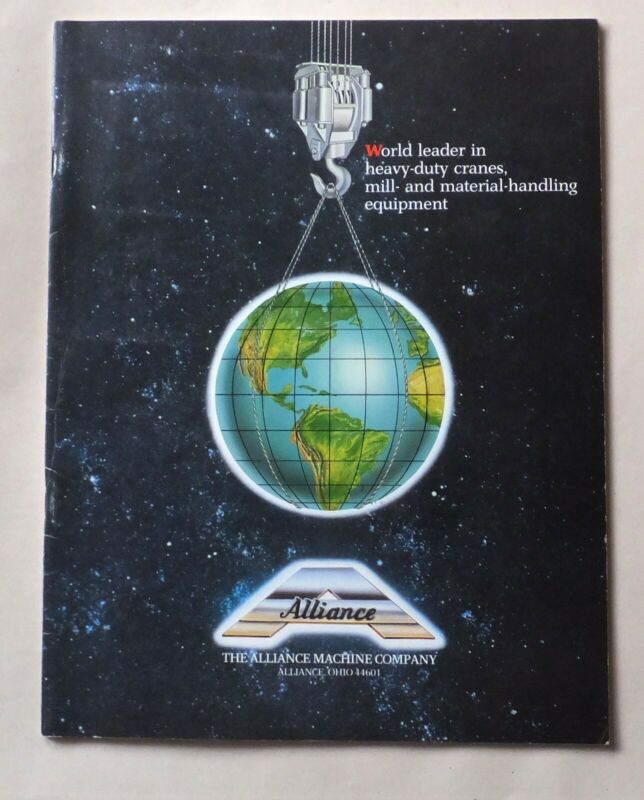 World leader in
heavy-duty cranes,
mill- and material-handling
equipment
Alliance
THE ALLIANCE MACHINE COMPANY
ALLIANCE, OHIO 44601